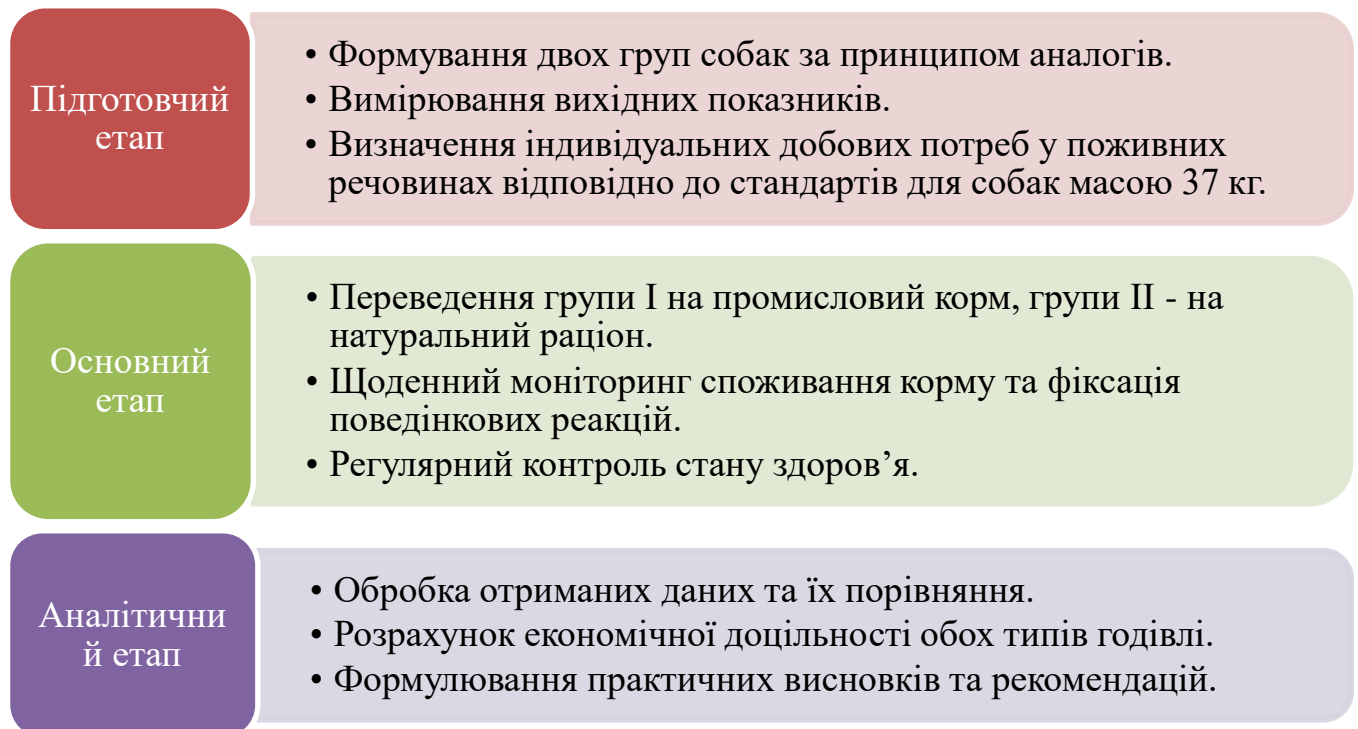 Підготовчий
етап
• Формування двох груп собак за принципом аналогів.
• Вимірювання вихідних показників.
• Визначення індивідуальних добових потреб у поживних
речовинах відповідно до стандартів для собак масою 37 кг.
Основний
етап
• Переведення групи І на промисловий корм, групи ІІ - на
натуральний раціон.
• Щоденний моніторинг споживання корму та фіксація
поведінкових реакцій.
• Регулярний контроль стану здоров’я.
Аналітични
й етап
• Обробка отриманих даних та їх порівняння.
• Розрахунок економічної доцільності обох типів годівлі.
• Формулювання практичних висновків та рекомендацій.